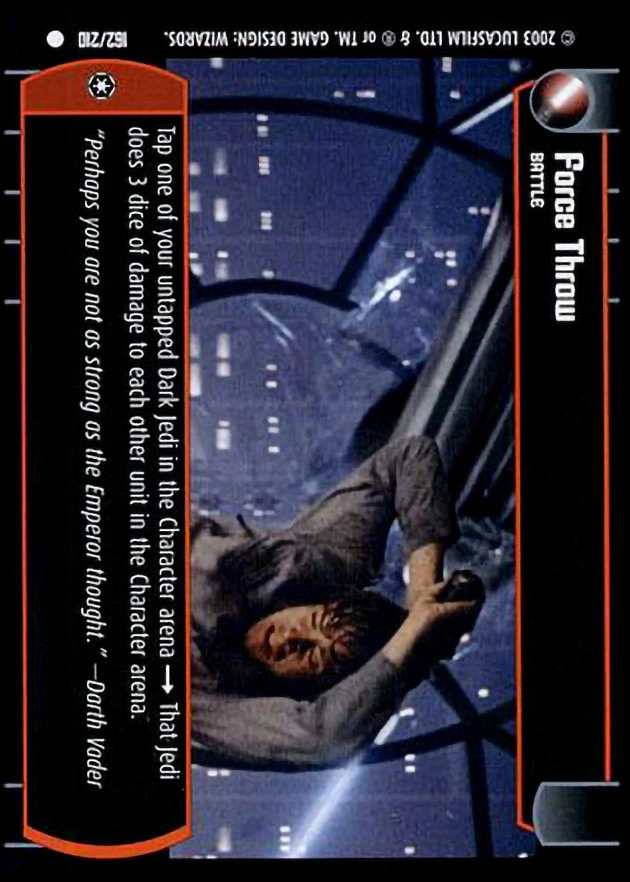 Force Throw
BATTLE
Tap one of your untapped Dark Jedi in the Character arena → That Jedi
does 3 dice of damage to each other unit in the Character arena.
"Perhaps you are not as strong as the Emperor thought." —Darth Vader
© 2003 LUCASFILM LTD. & ® or TM. GAME DESIGN: WIZARDS.
162/210